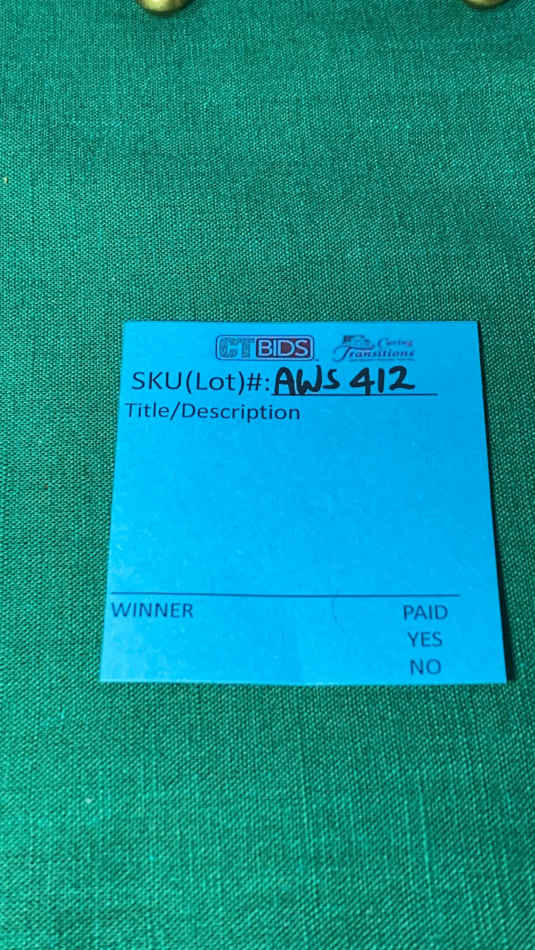 CTBIDS Caring Transitions
SKU(Lot)#: AWS 412
Title/Description
WINNER PAID
YES
NO